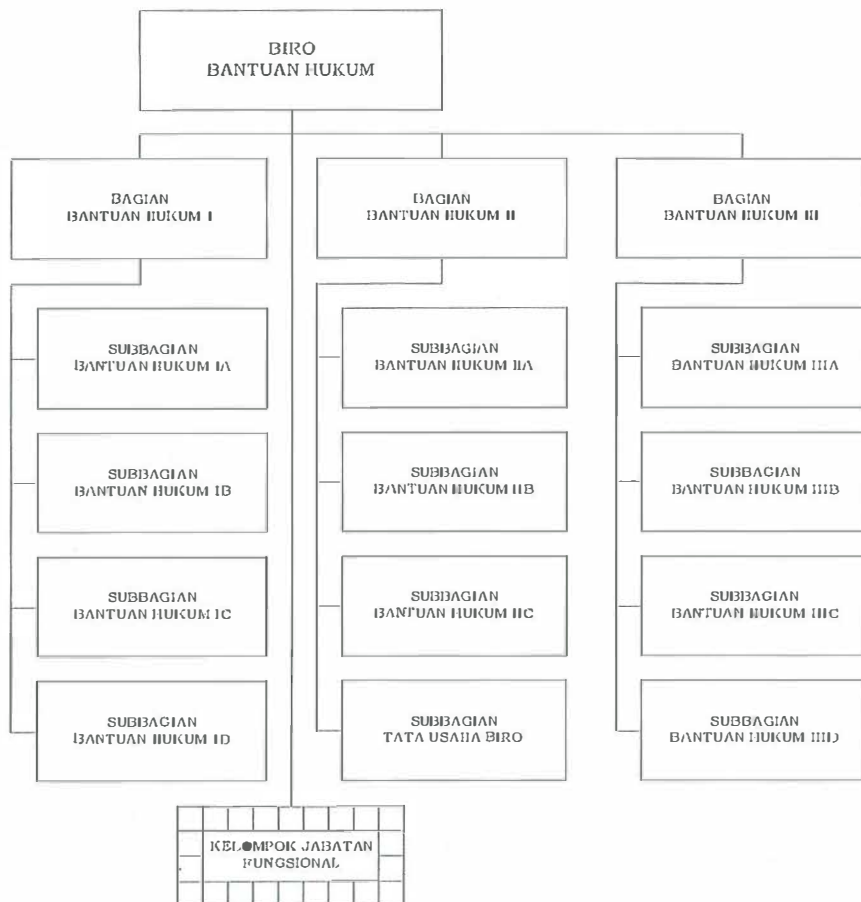 BIRO
BANTUAN HUKUM
BAGIAN
BANTUAN HUKUM I
BAGIAN
BANTUAN HUKUM II
BAGIAN
BANTUAN HUKUM III
SUBBAGIAN
BANTUAN HUKUM IA
SUBBAGIAN
BANTUAN HUKUM IIA
SUBBAGIAN
BANTUAN HUKUM IIIA
SUBBAGIAN
BANTUAN HUKUM IB
SUBBAGIAN
BANTUAN HUKUM IIB
SUBBAGIAN
BANTUAN HUKUM IIIB
SUBBAGIAN
BANTUAN HUKUM IC
SUBBAGIAN
BANTUAN HUKUM IIC
SUBBAGIAN
BANTUAN HUKUM IIIC
SUBBAGIAN
BANTUAN HUKUM ID
SUBBAGIAN
TATA USAHA BIRO
SUBBAGIAN
BANTUAN HUKUM IIID
KELOMPOK JABATAN
FUNGSIONAL